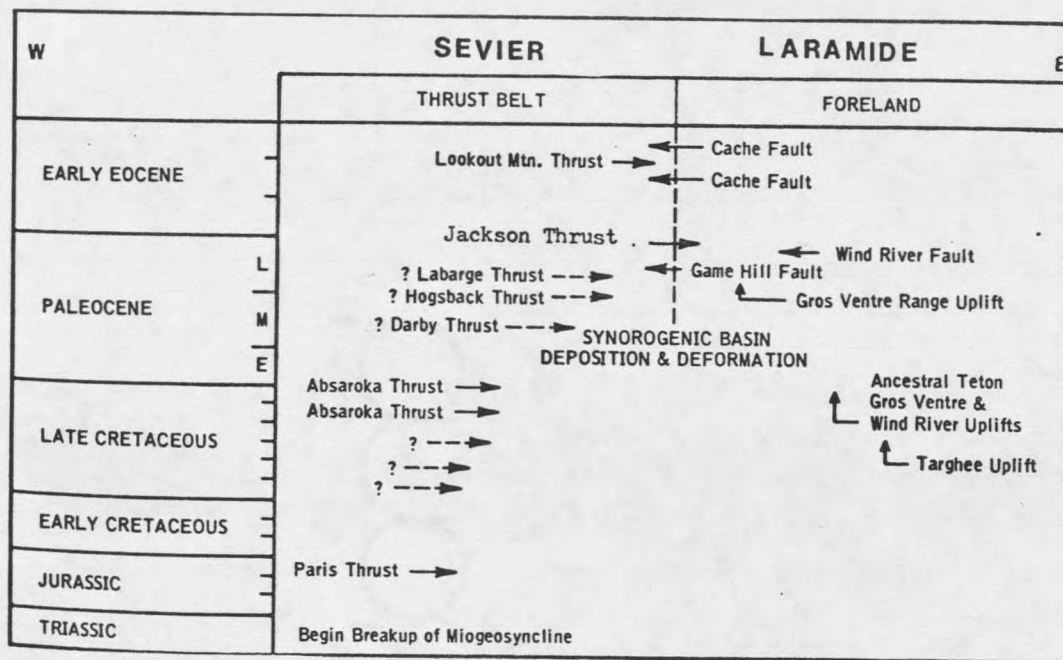 W
SEVIER
LARAMIDE
E
THRUST BELT
FORELAND
EARLY EOCENE
Lookout Mtn. Thrust
Cache Fault
Cache Fault
PALEOCENE
L
M
E
Jackson Thrust
Wind River Fault
? Labarge Thrust
Game Hill Fault
? Hogsback Thrust
Gros Ventre Range Uplift
? Darby Thrust
SYNOROGENIC BASIN
DEPOSITION & DEFORMATION
LATE CRETACEOUS
Absaroka Thrust
Absaroka Thrust
?
?
?
Ancestral Teton
Gros Ventre &
Wind River Uplifts
Targhee Uplift
EARLY CRETACEOUS
JURASSIC
Paris Thrust
TRIASSIC
Begin Breakup of Miogeosyncline